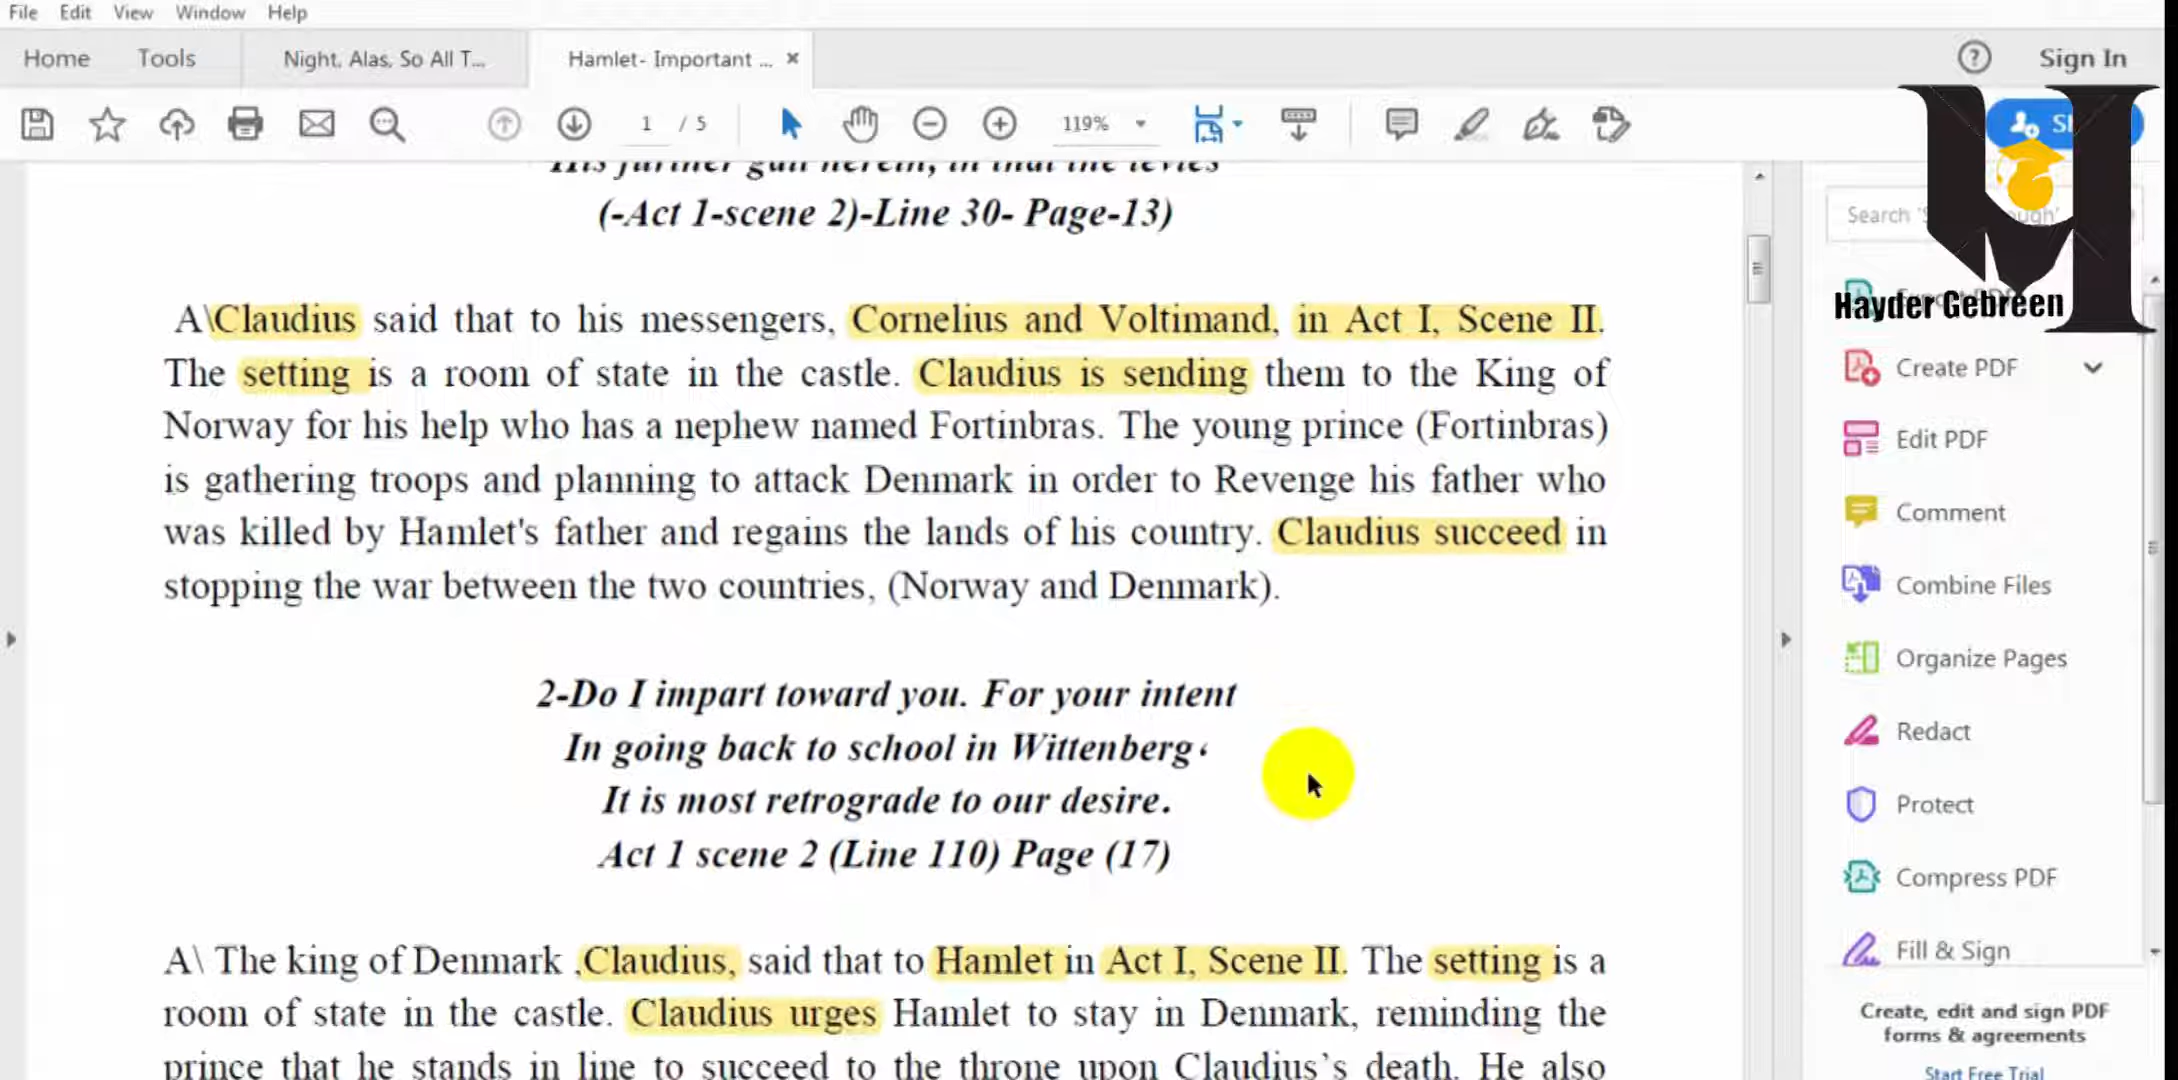 File Edit View Window Help
Home Tools Night, Alas, So All T... Hamlet- Important ... ×
Sign In
1 / 5
119%
His further gait herein, in that the levies
(-Act 1-scene 2)-Line 30- Page-13)
A\Claudius said that to his messengers, Cornelius and Voltimand, in Act I, Scene II.
The setting is a room of state in the castle. Claudius is sending them to the King of
Norway for his help who has a nephew named Fortinbras. The young prince (Fortinbras)
is gathering troops and planning to attack Denmark in order to Revenge his father who
was killed by Hamlet's father and regains the lands of his country. Claudius succeed in
stopping the war between the two countries, (Norway and Denmark).
2-Do I impart toward you. For your intent
In going back to school in Wittenberg،
It is most retrograde to our desire.
Act 1 scene 2 (Line 110) Page (17)
A\ The king of Denmark ,Claudius, said that to Hamlet in Act I, Scene II. The setting is a
room of state in the castle. Claudius urges Hamlet to stay in Denmark, reminding the
prince that he stands in line to succeed to the throne upon Claudius's death. He also
Search
Hayder Gebreen
Create PDF
Edit PDF
Comment
Combine Files
Organize Pages
Redact
Protect
Compress PDF
Fill & Sign
Create, edit and sign PDF
forms & agreements
Start Free Trial